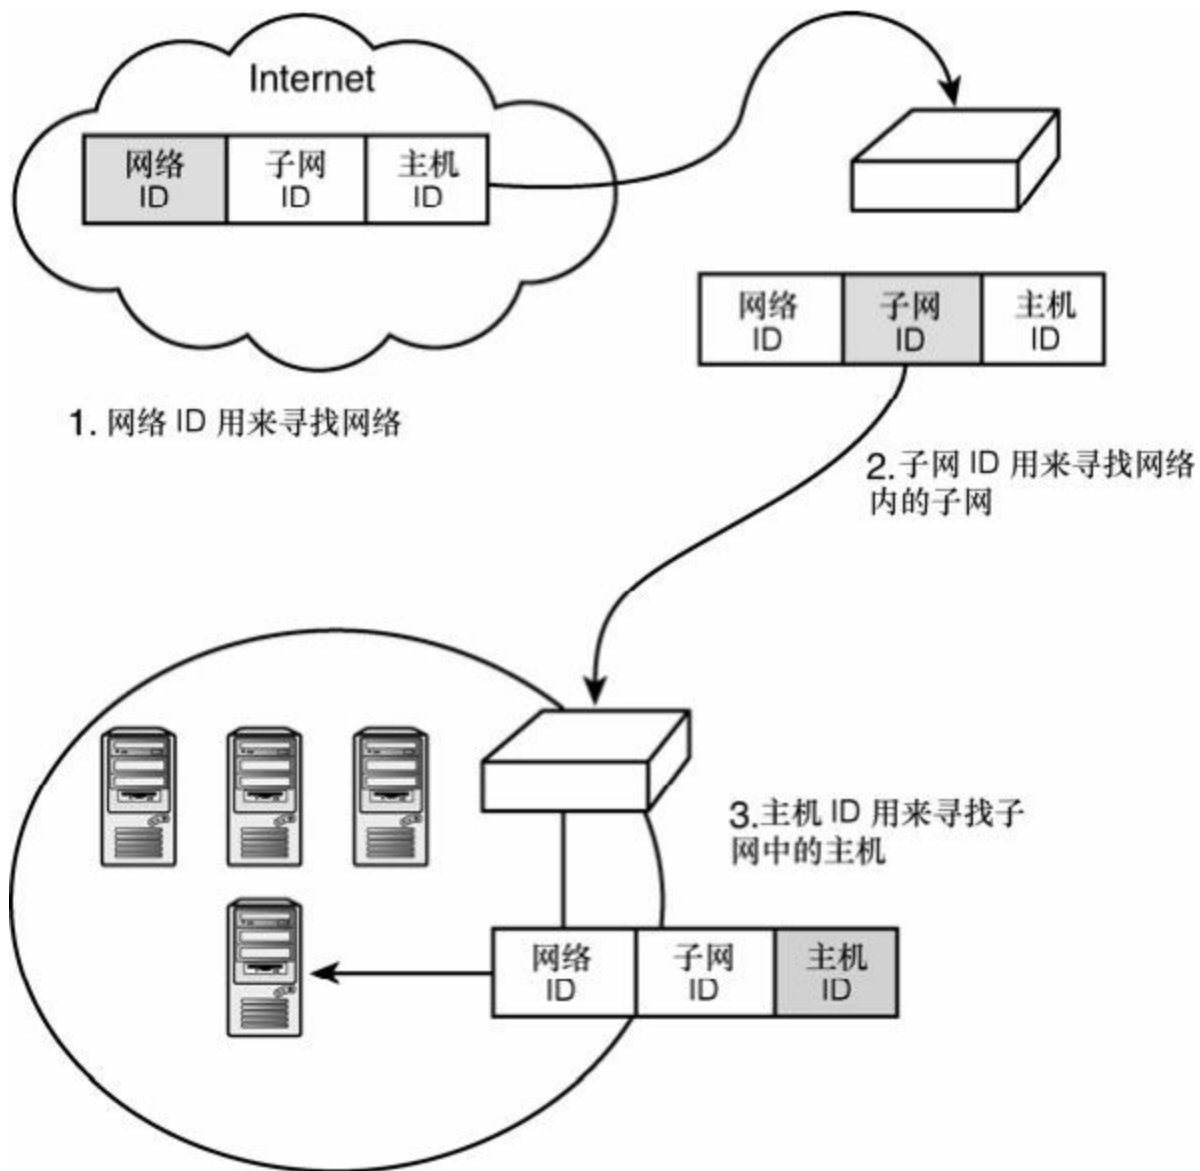 Internet
网络 子网 主机
ID ID ID
网络 子网 主机
ID ID ID
1. 网络 ID 用来寻找网络
2.子网 ID 用来寻找网络
内的子网
3.主机 ID 用来寻找子
网中的主机
网络 子网 主机
ID ID ID